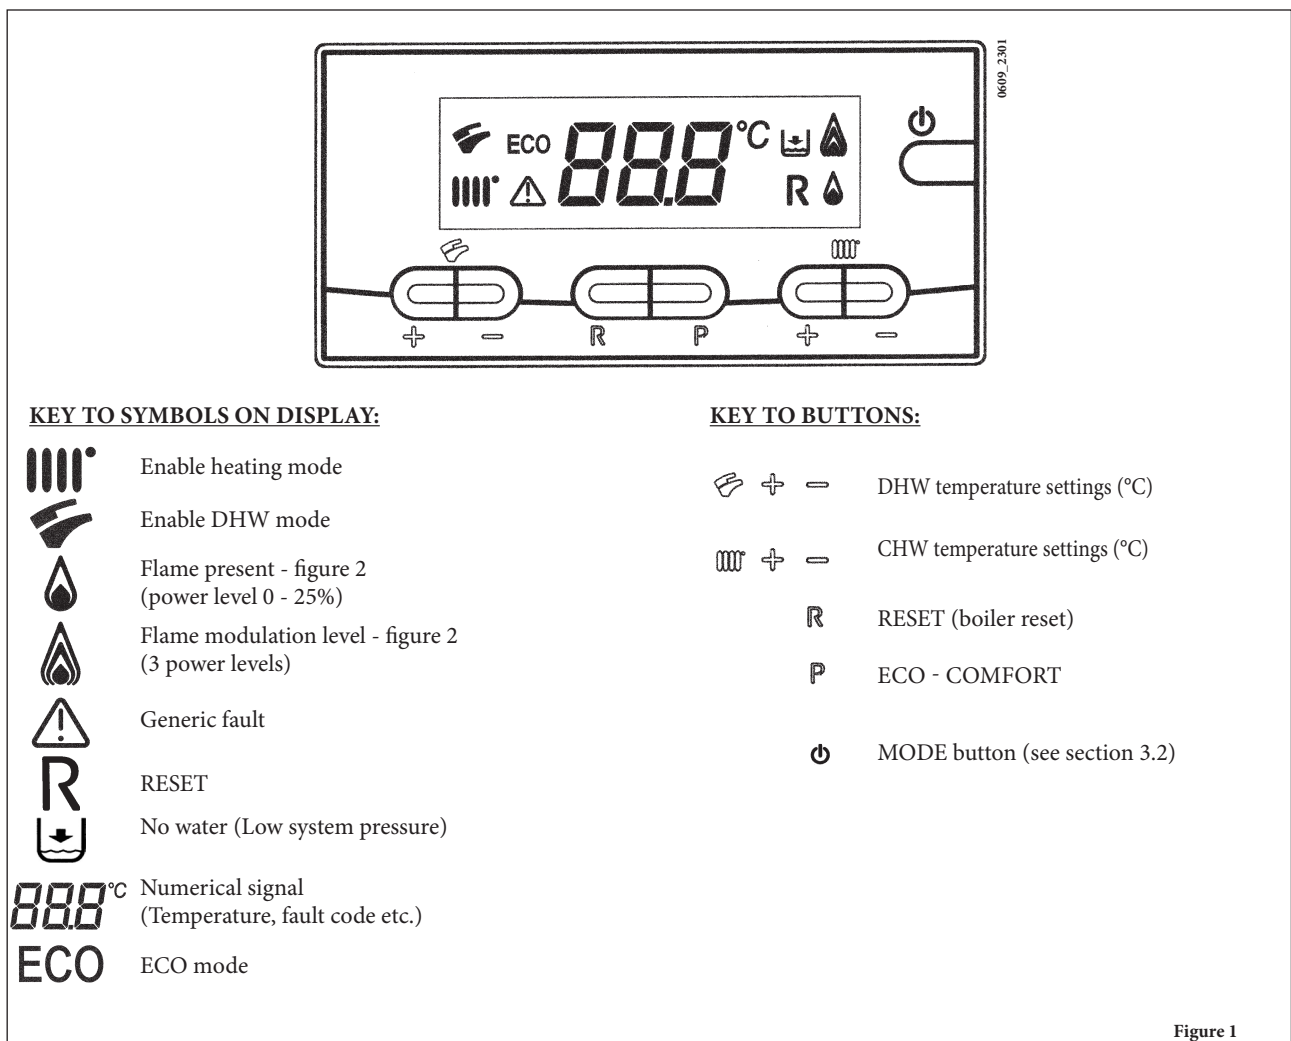 0609_2301
ECO 88.8 °C
R
+ - R P + -
KEY TO SYMBOLS ON DISPLAY:
Enable heating mode
Enable DHW mode
Flame present - figure 2
(power level 0 - 25%)
Flame modulation level - figure 2
(3 power levels)
Generic fault
R RESET
No water (Low system pressure)
88.8 °C Numerical signal
(Temperature, fault code etc.)
ECO ECO mode
KEY TO BUTTONS:
+ - DHW temperature settings (°C)
+ - CHW temperature settings (°C)
R RESET (boiler reset)
P ECO - COMFORT
MODE button (see section 3.2)
Figure 1